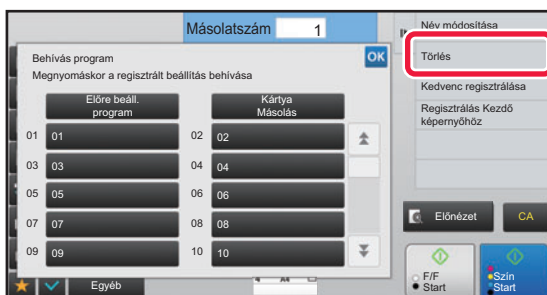 Másolatszám 1
Behívás program
OK
Megnyomáskor a regisztrált beállítás behívása
Előre beáll.
program
Kártya
Másolás
01 01
02 02
03 03
04 04
05 05
06 06
07 07
08 08
09 09
10 10
Egyéb
Név módosítása
Törlés
Kedvenc regisztrálása
Regisztrálás Kezdő
képernyőhöz
Előnézet
CA
F/F
Start
Szín
Start